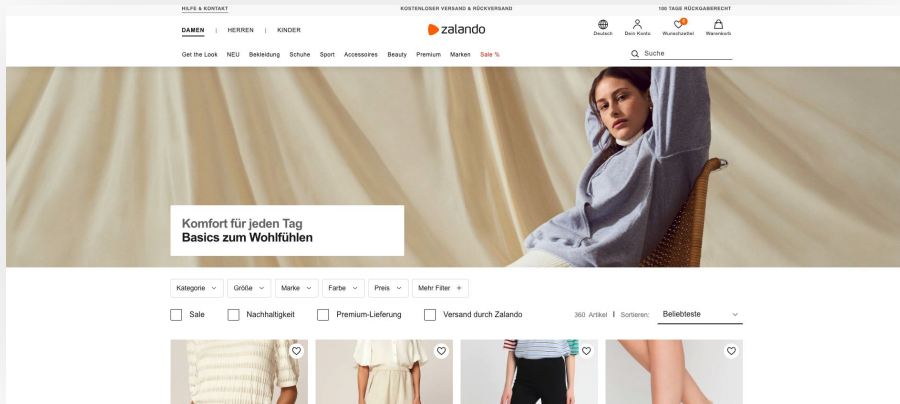 HILFE & KONTAKT KOSTENLOSER VERSAND & RÜCKVERSAND 100 TAGE RÜCKGABERECHT
DAMEN | HERREN | KINDER
zalando
Deutsch Dein Konto Wunschzettel Warenkorb
Get the Look NEU Bekleidung Schuhe Sport Accessoires Beauty Premium Marken Sale %
Suche
Komfort für jeden Tag
Basics zum Wohlfühlen
Kategorie Größe Marke Farbe Preis Mehr Filter +
Sale Nachhaltigkeit Premium-Lieferung Versand durch Zalando 360 Artikel | Sortieren: Beliebteste